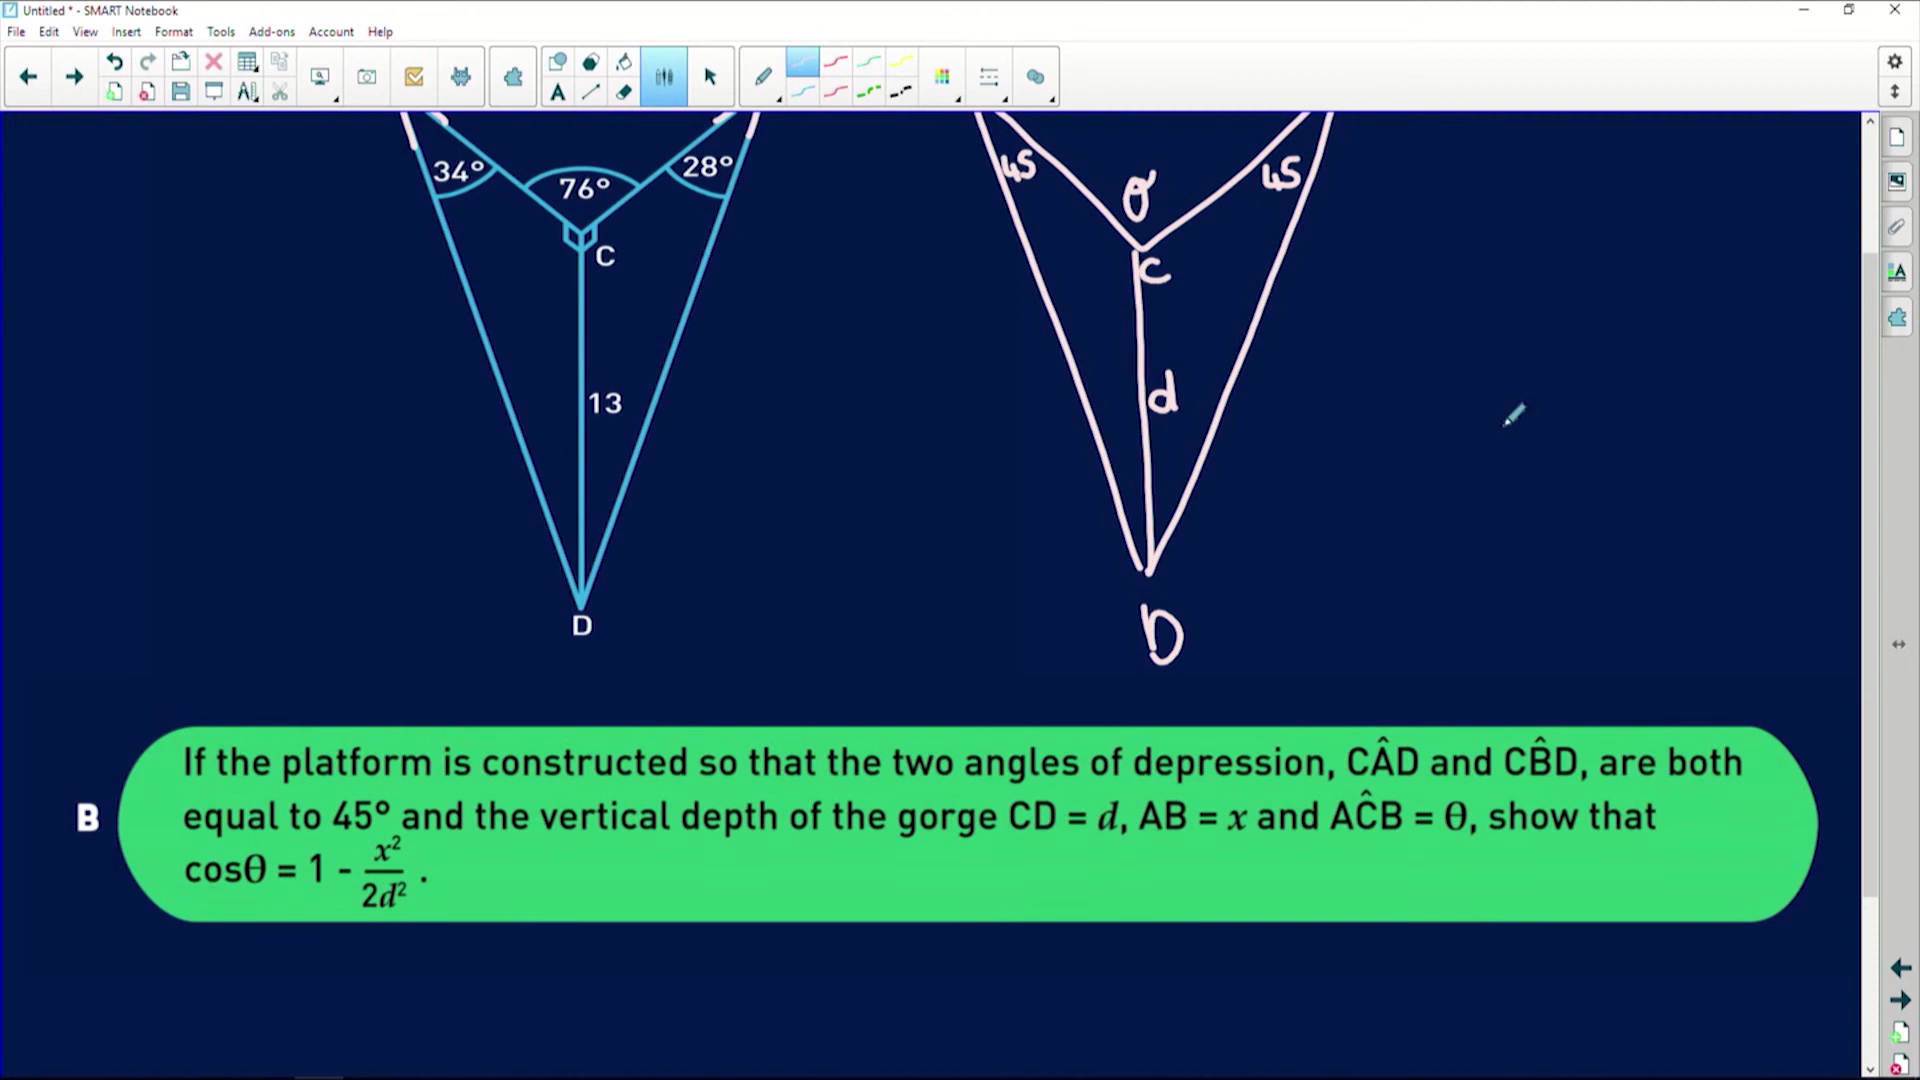 Untitled * - SMART Notebook
File Edit View Insert Format Tools Add-ons Account Help
34° 76° 28°
C
13
D
45 θ 45
C
d
D
B
If the platform is constructed so that the two angles of depression, CÂD and CB̂D, are both
equal to 45° and the vertical depth of the gorge CD = d, AB = x and AĈB = θ, show that
cosθ = 1 - x²/2d² .